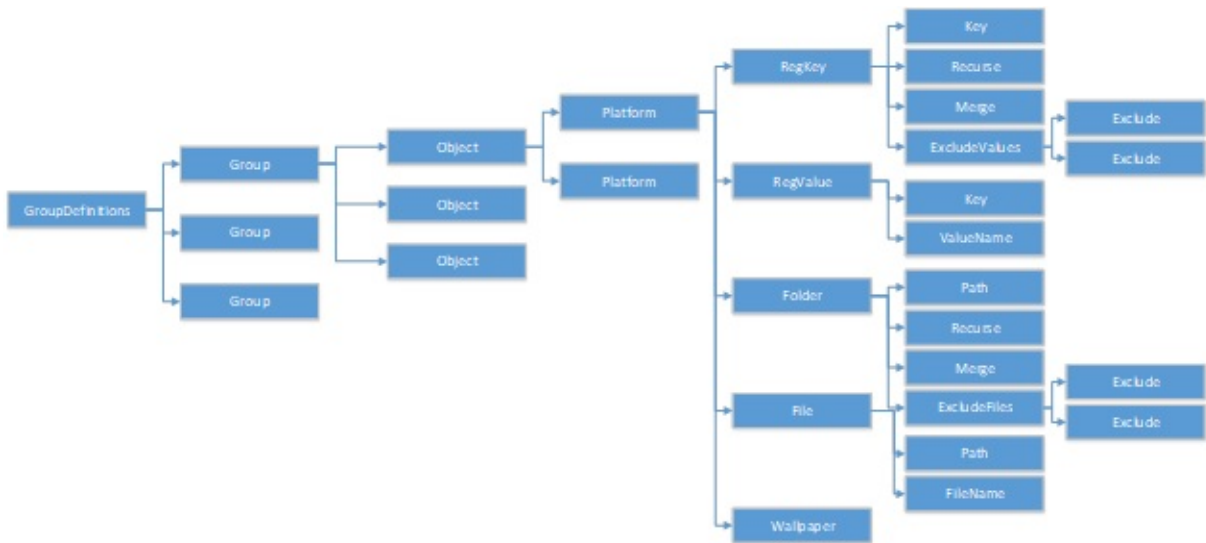 GroupDefinitions
Group
Group
Group
Object
Object
Object
Platform
Platform
RegKey
RegValue
Folder
File
Wallpaper
Key
Recurse
Merge
ExcludeValues
Key
ValueName
Path
Recurse
Merge
ExcludeFiles
Path
FileName
Exclude
Exclude
Exclude
Exclude